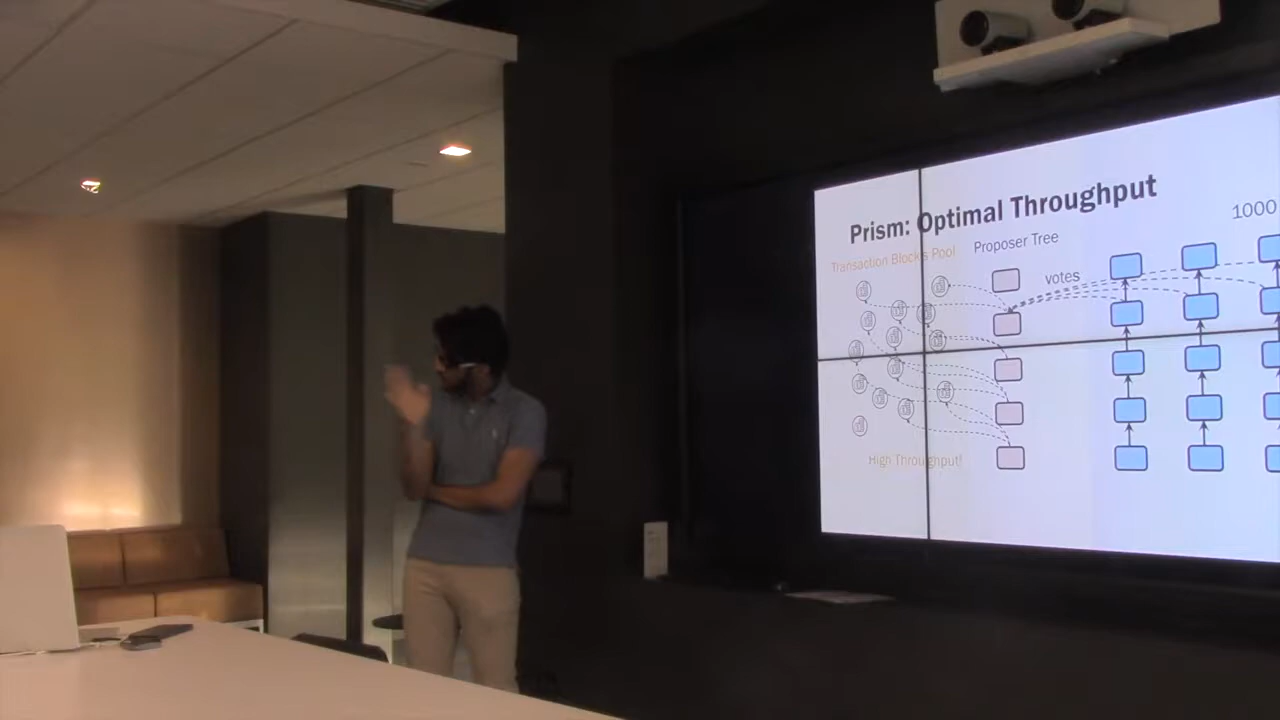 Prism: Optimal Throughput
1000
Transaction Blocks Pool
Proposer Tree
votes
High Throughput!